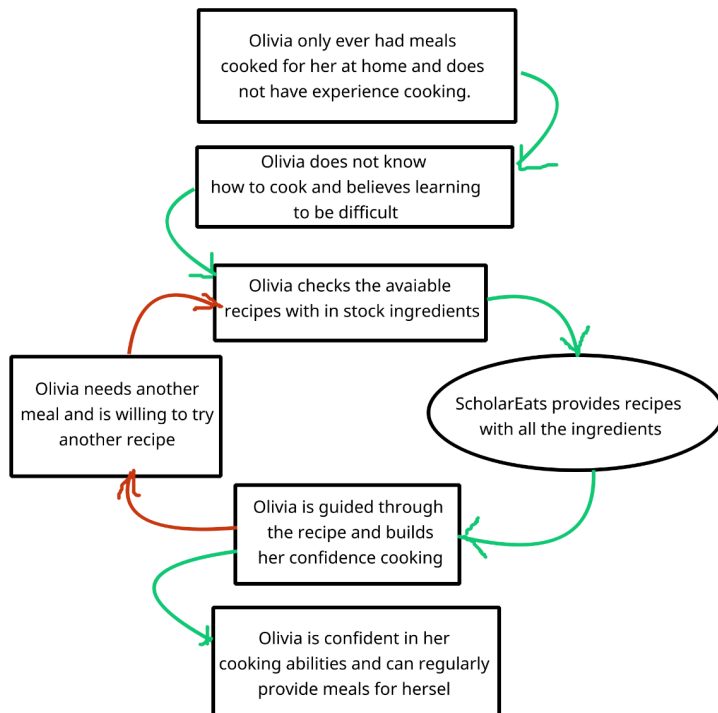 Olivia only ever had meals
cooked for her at home and does
not have experience cooking.
Olivia does not know
how to cook and believes learning
to be difficult
Olivia checks the avaiable
recipes with in stock ingredients
ScholarEats provides recipes
with all the ingredients
Olivia needs another
meal and is willing to try
another recipe
Olivia is guided through
the recipe and builds
her confidence cooking
Olivia is confident in her
cooking abilities and can regularly
provide meals for hersel